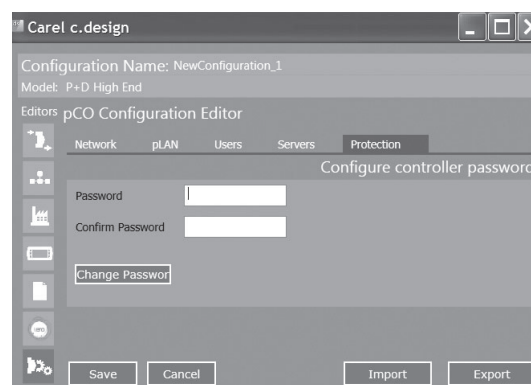 Carel c.design
Configuration Name: NewConfiguration_1
Model: P+D High End
Editors pCO Configuration Editor
Network pLAN Users Servers Protection
Configure controller password
Password
Confirm Password
Change Passwor
Save Cancel Import Export